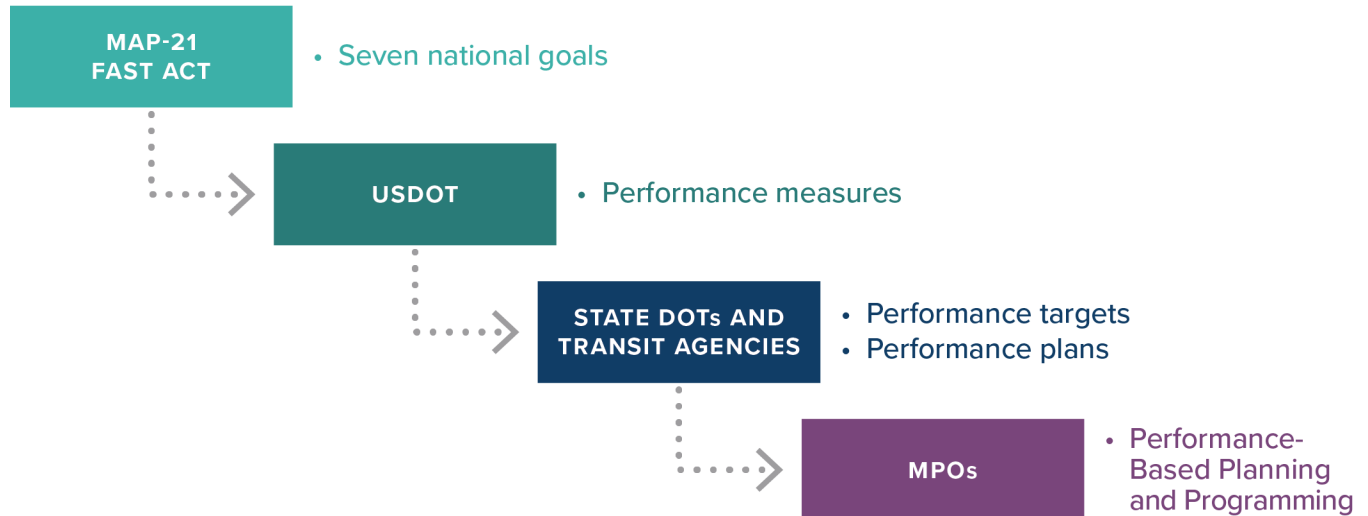 MAP-21
FAST ACT
• Seven national goals
USDOT
• Performance measures
STATE DOTs AND
TRANSIT AGENCIES
• Performance targets
• Performance plans
MPOs
• Performance-
Based Planning
and Programming